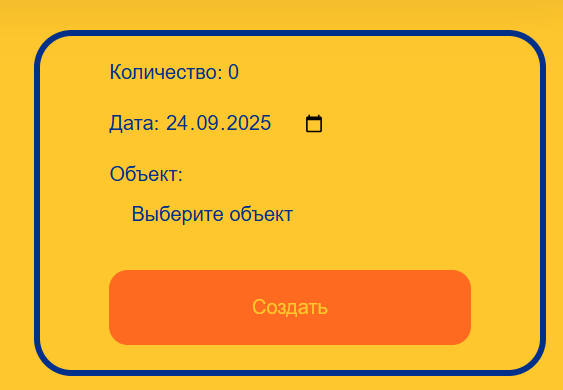 Количество: 0
Дата: 24.09.2025
Объект:
Выберите объект
Создать